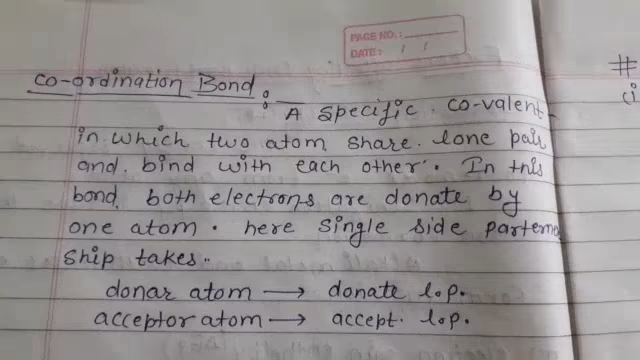 PAGE NO.:
DATE: / /
#
(i
Co-ordination Bond :-
A specific co-valent
in which two atom share lone pair
and bind with each other. In this
bond, both electrons are donate by
one atom. here single side
ship takes..
donar atom → donate l.p.
acceptor atom → accept. l.p.